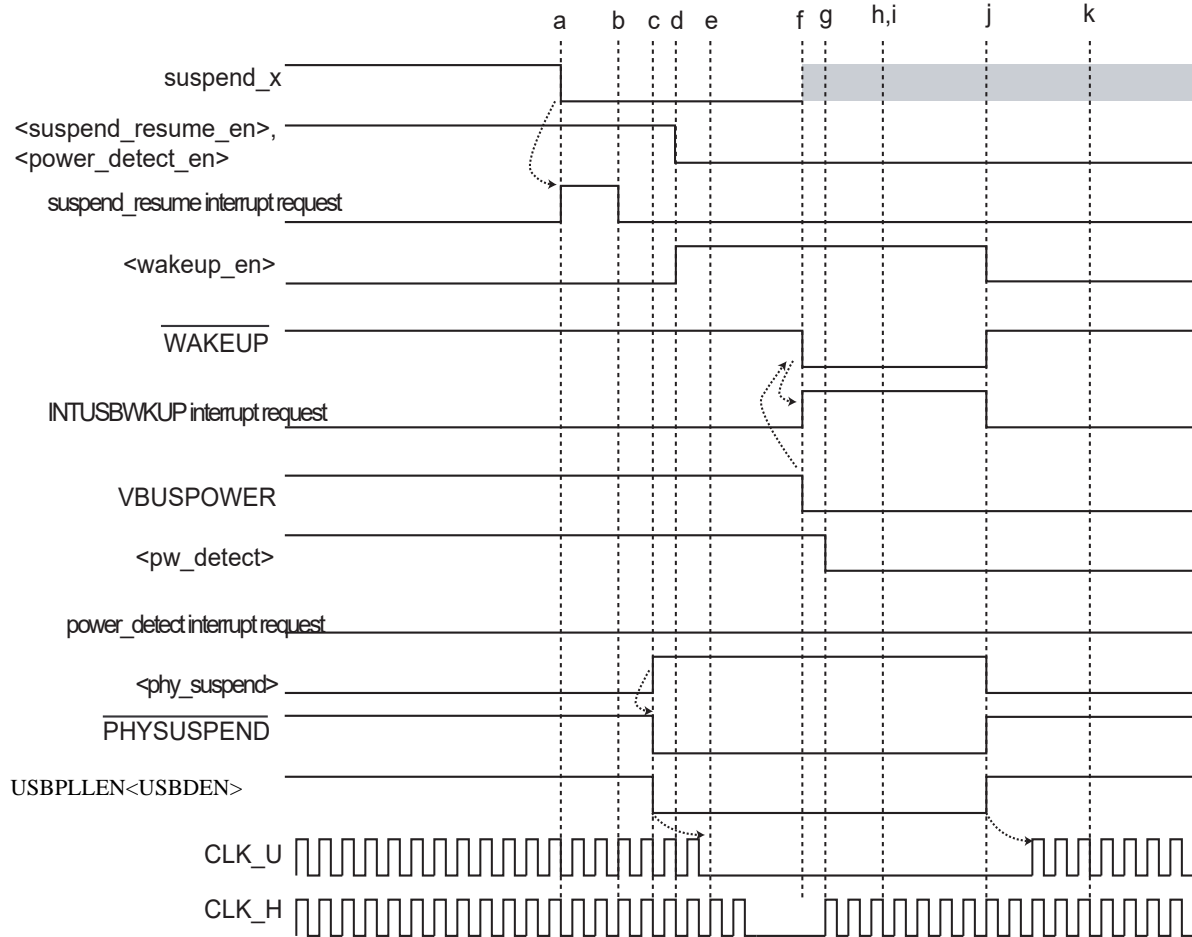 a b c d e f g h,i j k
suspend_x
<suspend_resume_en>,
<power_detect_en>
suspend_resume interrupt request
<wakeup_en>
WAKEUP
INTUSBWKUP interrupt request
VBUSPOWER
<pw_detect>
power_detect interrupt request
<phy_suspend>
PHYSUSPEND
USBPLLEN<USBDEN>
CLK_U
CLK_H